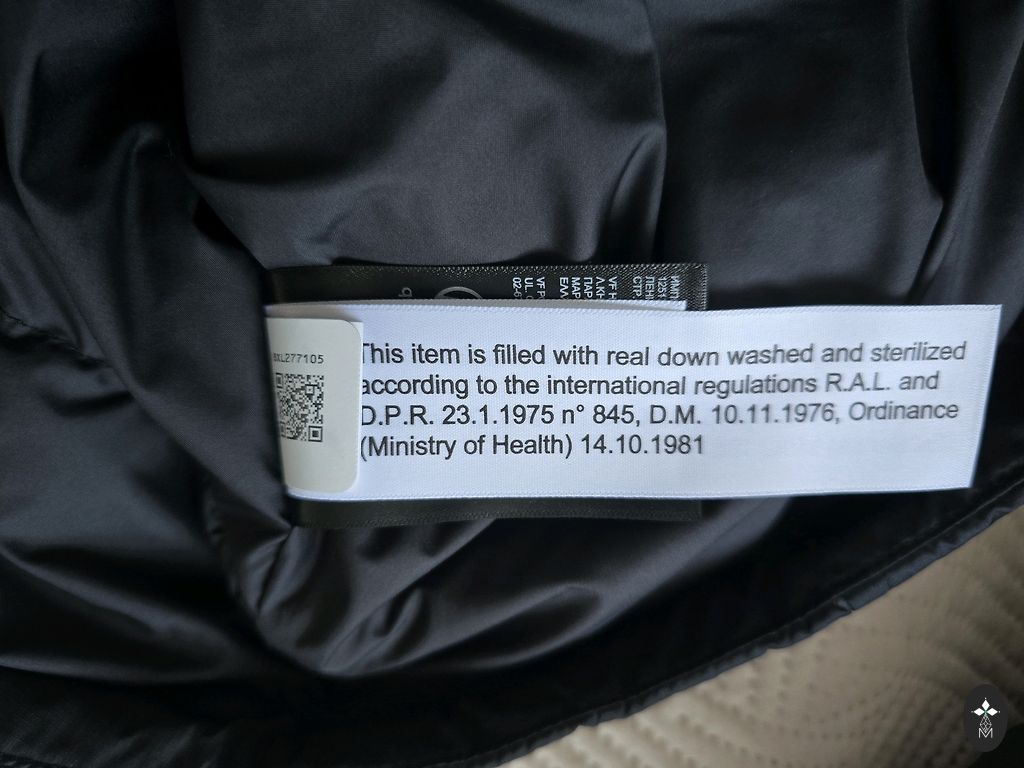 BXL277105
This item is filled with real down washed and sterilized
according to the international regulations R.A.L. and
D.P.R. 23.1.1975 n° 845, D.M. 10.11.1976, Ordinance
(Ministry of Health) 14.10.1981